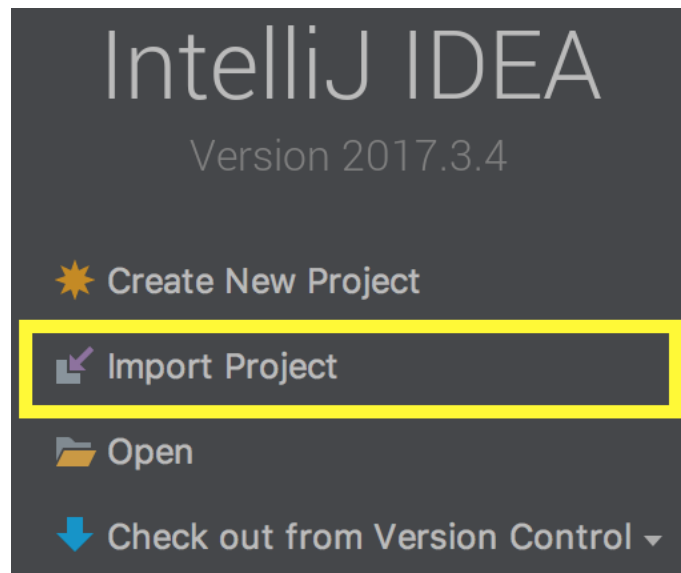 IntelliJ IDEA
Version 2017.3.4
Create New Project
Import Project
Open
Check out from Version Control